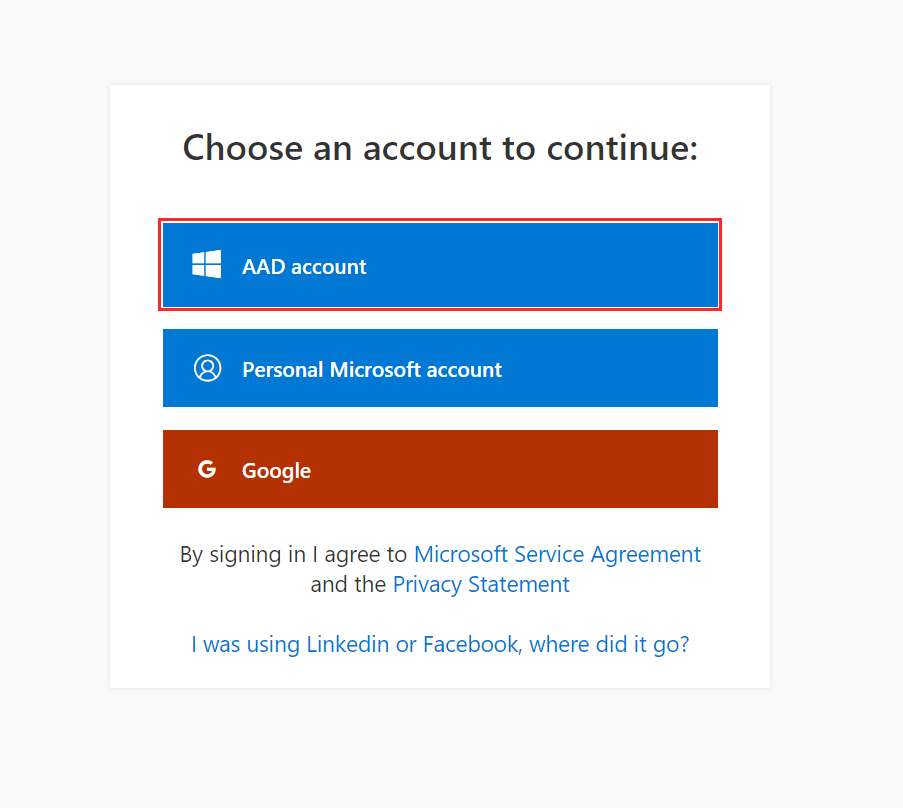 Choose an account to continue:
AAD account
Personal Microsoft account
Google
By signing in I agree to Microsoft Service Agreement
and the Privacy Statement
I was using Linkedin or Facebook, where did it go?